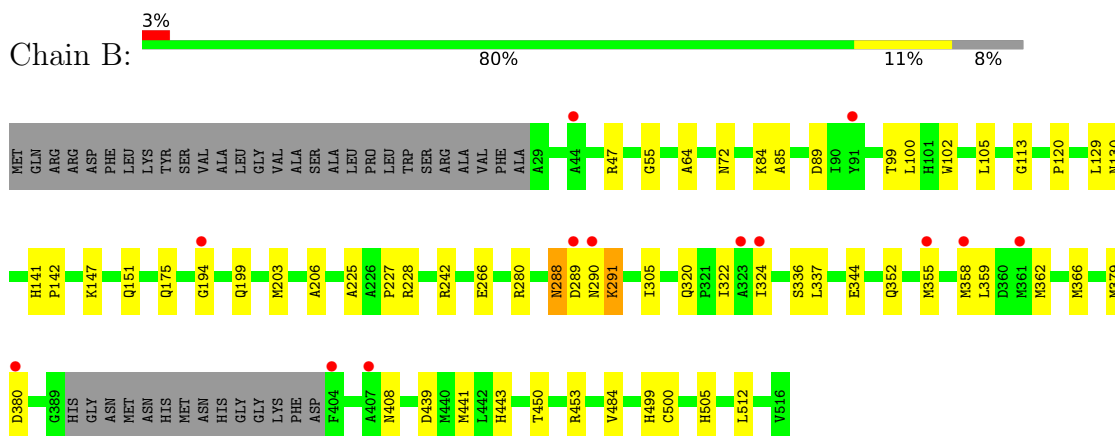 3%
Chain B:
80% 11% 8%
MET GLN ARG ARG ASP PHE LEU LYS TYR SER VAL ALA LEU GLY VAL ALA SER ALA LEU PRO LEU TRP SER ARG ALA VAL PHE ALA A29 A44 R47 G55 A64 N72 K84 A85 D89 I90 Y91 T99 L100 H101 W102 L105 G113 P120 L129 N130
H141 P142 K147 Q151 Q175 G194 Q199 M203 A206 A225 A226 P227 R228 R242 E266 R280 N288 D289 N290 K291 I305 Q320 P321 I322 A323 I324 S336 L337 E344 Q352 M355 M358 L359 D360 M361 M362 M366 M379
D380 G389 HIS GLY ASN MET ASN HIS MET ASN HIS GLY GLY LYS PHE ASP F404 A407 N408 D439 M440 M441 L442 H443 T450 R453 V484 H499 C500 H505 L512 V516